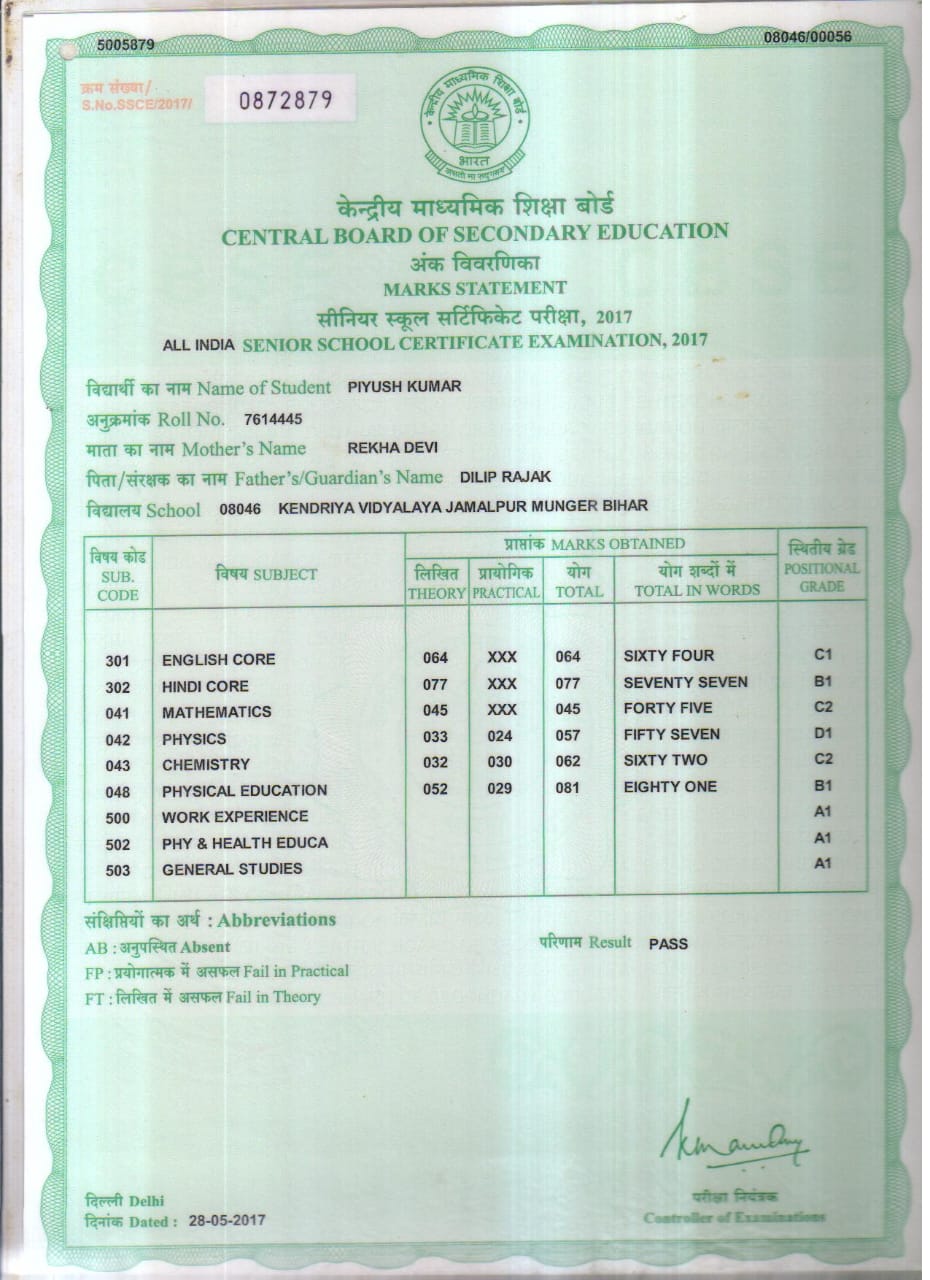 5005879 08046/00056
क्रम संख्या/
S.No.SSCE/2017/ 0872879
केन्द्रीय माध्यमिक शिक्षा बोर्ड
भारत
असतो मा सद्गमय
केन्द्रीय माध्यमिक शिक्षा बोर्ड
CENTRAL BOARD OF SECONDARY EDUCATION
अंक विवरणिका
MARKS STATEMENT
सीनियर स्कूल सर्टिफिकेट परीक्षा, 2017
ALL INDIA SENIOR SCHOOL CERTIFICATE EXAMINATION, 2017
विद्यार्थी का नाम Name of Student PIYUSH KUMAR
अनुक्रमांक Roll No. 7614445
माता का नाम Mother's Name REKHA DEVI
पिता/संरक्षक का नाम Father's/Guardian's Name DILIP RAJAK
विद्यालय School 08046 KENDRIYA VIDYALAYA JAMALPUR MUNGER BIHAR
विषय कोड SUB. CODE विषय SUBJECT प्राप्तांक MARKS OBTAINED स्थितीय ग्रेड POSITIONAL GRADE
लिखित THEORY प्रायोगिक PRACTICAL योग TOTAL योग शब्दों में TOTAL IN WORDS
301 ENGLISH CORE 064 XXX 064 SIXTY FOUR C1
302 HINDI CORE 077 XXX 077 SEVENTY SEVEN B1
041 MATHEMATICS 045 XXX 045 FORTY FIVE C2
042 PHYSICS 033 024 057 FIFTY SEVEN D1
043 CHEMISTRY 032 030 062 SIXTY TWO C2
048 PHYSICAL EDUCATION 052 029 081 EIGHTY ONE B1
500 WORK EXPERIENCE A1
502 PHY & HEALTH EDUCA A1
503 GENERAL STUDIES A1
संक्षिप्तियों का अर्थ : Abbreviations
AB : अनुपस्थित Absent परिणाम Result PASS
FP : प्रयोगात्मक में असफल Fail in Practical
FT : लिखित में असफल Fail in Theory
दिल्ली Delhi परीक्षा नियंत्रक
दिनांक Dated : 28-05-2017 Controller of Examinations